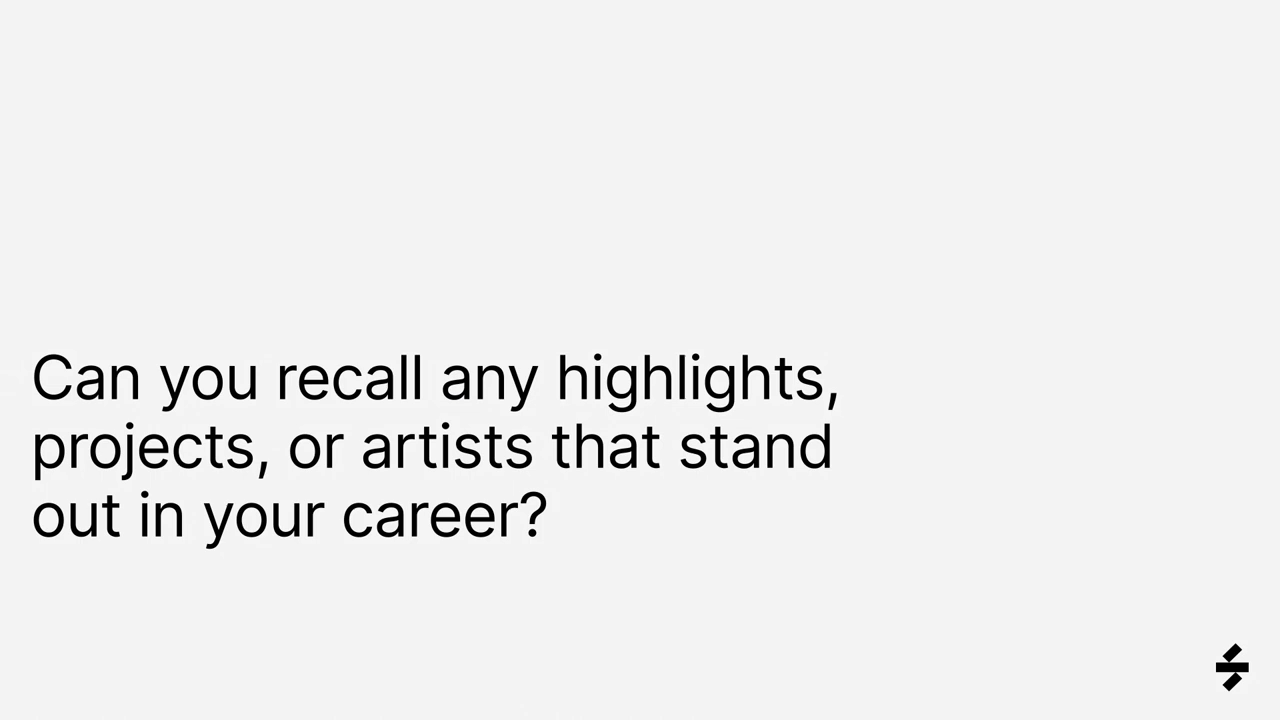 Can you recall any highlights,
projects, or artists that stand
out in your career?